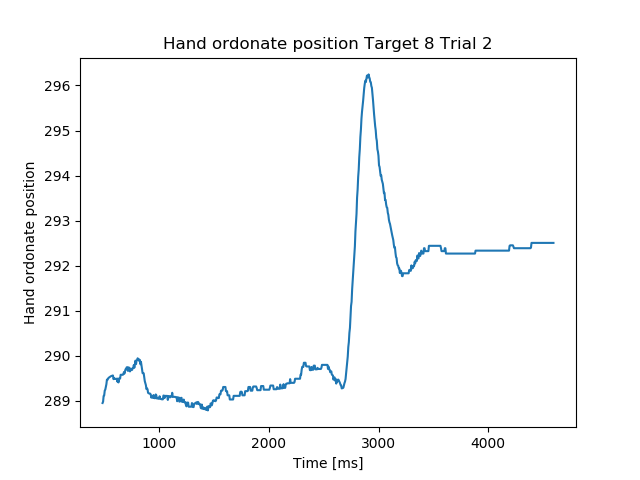 Hand ordonate position Target 8 Trial 2
Hand ordonate position
296
295
294
293
292
291
290
289
1000 2000 3000 4000
Time [ms]